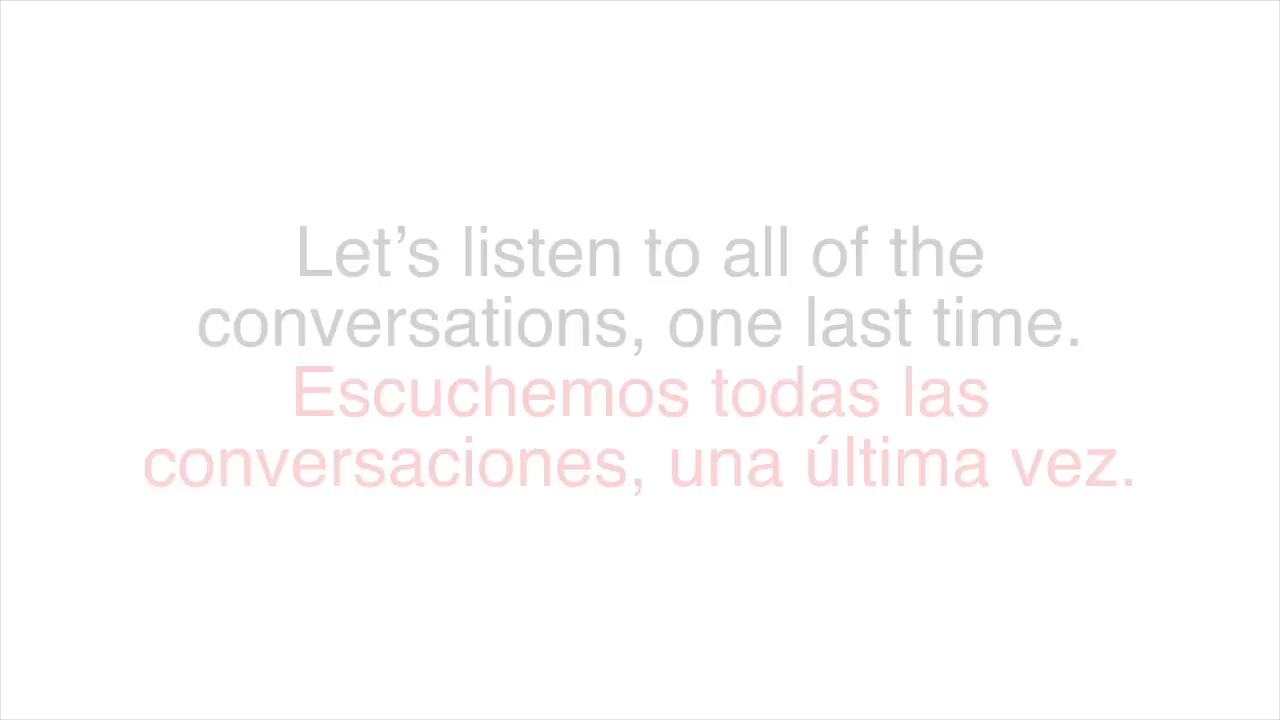 Let’s listen to all of the
conversations, one last time.
Escuchemos todas las
conversaciones, una última vez.